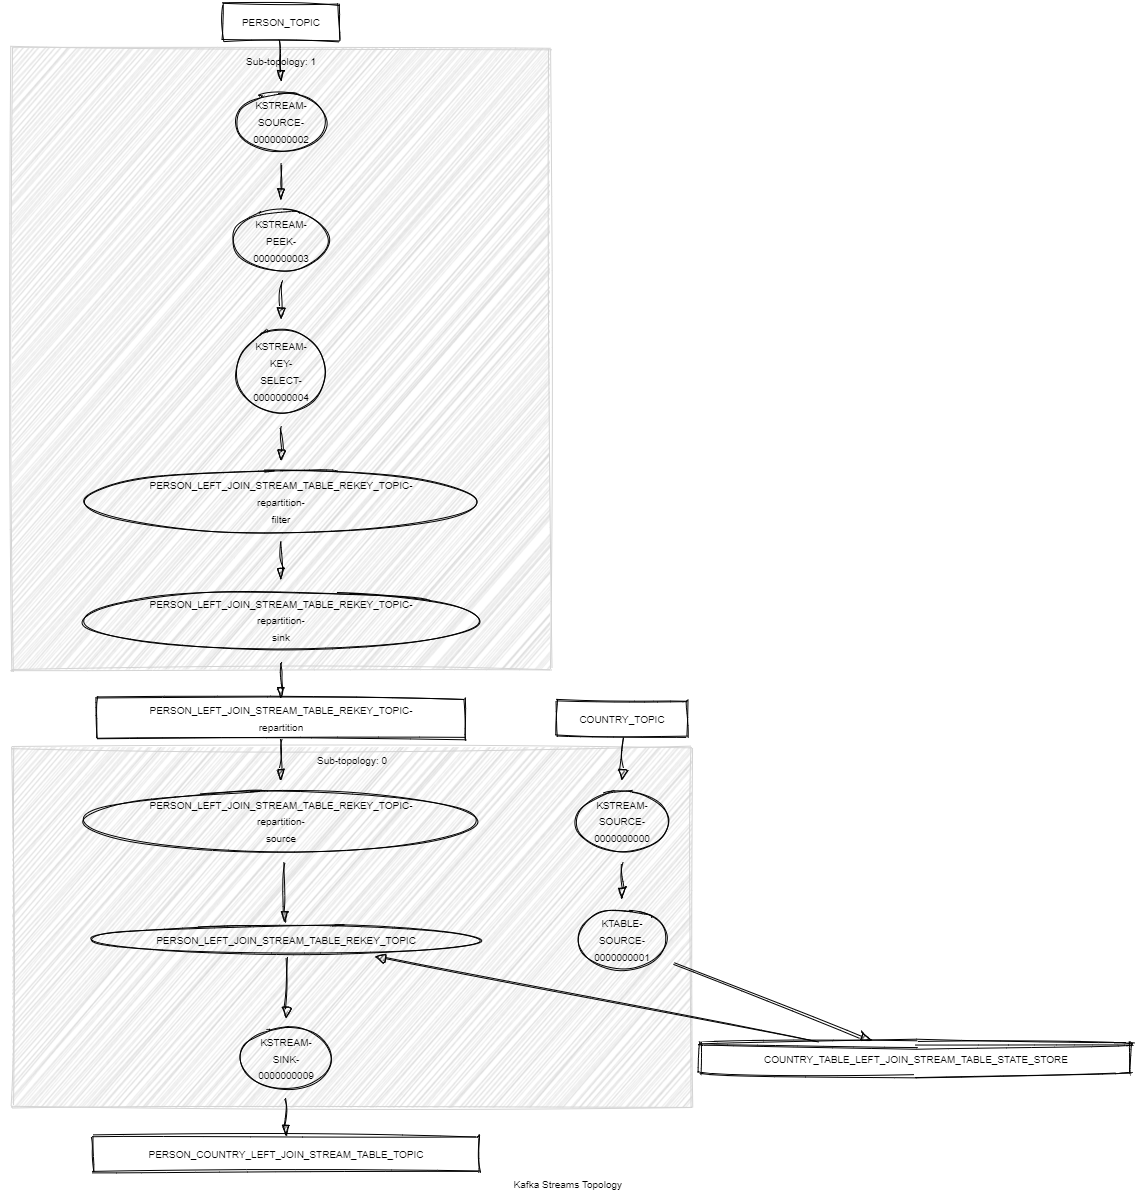 PERSON_TOPIC
Sub-topology: 1
KSTREAM-
SOURCE-
0000000002
KSTREAM-
PEEK-
0000000003
KSTREAM-
KEY-
SELECT-
0000000004
PERSON_LEFT_JOIN_STREAM_TABLE_REKEY_TOPIC-
repartition-
filter
PERSON_LEFT_JOIN_STREAM_TABLE_REKEY_TOPIC-
repartition-
sink
PERSON_LEFT_JOIN_STREAM_TABLE_REKEY_TOPIC-
repartition
COUNTRY_TOPIC
Sub-topology: 0
PERSON_LEFT_JOIN_STREAM_TABLE_REKEY_TOPIC-
repartition-
source
KSTREAM-
SOURCE-
0000000000
PERSON_LEFT_JOIN_STREAM_TABLE_REKEY_TOPIC
KTABLE-
SOURCE-
0000000001
KSTREAM-
SINK-
0000000009
COUNTRY_TABLE_LEFT_JOIN_STREAM_TABLE_STATE_STORE
PERSON_COUNTRY_LEFT_JOIN_STREAM_TABLE_TOPIC
Kafka Streams Topology